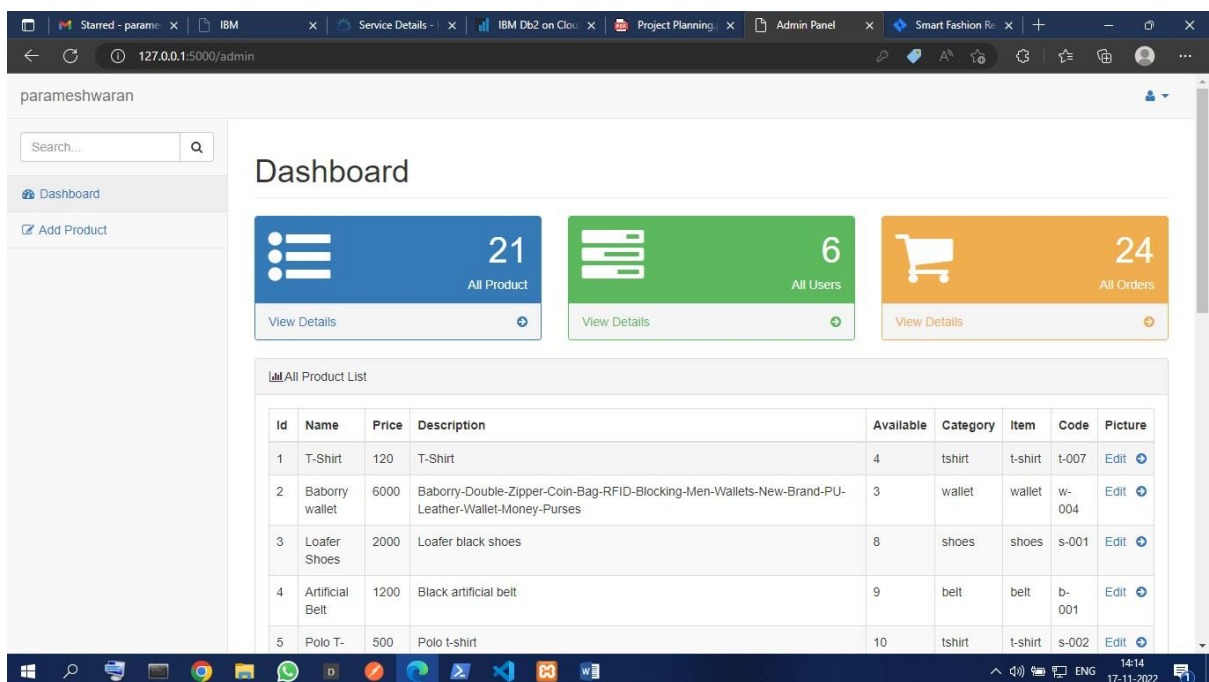 Starred - parame
IBM
Service Details - I
IBM Db2 on Clou
Project Planning.
Admin Panel
Smart Fashion Re
127.0.0.1:5000/admin
parameshwaran
Search...
Dashboard
Add Product
Dashboard
21
All Product
View Details
6
All Users
View Details
24
All Orders
View Details
All Product List
Id Name Price Description Available Category Item Code Picture
1 T-Shirt 120 T-Shirt 4 tshirt t-shirt t-007 Edit
2 Baborry 6000 Baborry-Double-Zipper-Coin-Bag-RFID-Blocking-Men-Wallets-New-Brand-PU- 3 wallet wallet w- Edit
wallet Leather-Wallet-Money-Purses 004
3 Loafer 2000 Loafer black shoes 8 shoes shoes s-001 Edit
Shoes
4 Artificial 1200 Black artificial belt 9 belt belt b- Edit
Belt 001
5 Polo T- 500 Polo t-shirt 10 tshirt t-shirt s-002 Edit
ENG
14:14
17-11-2022